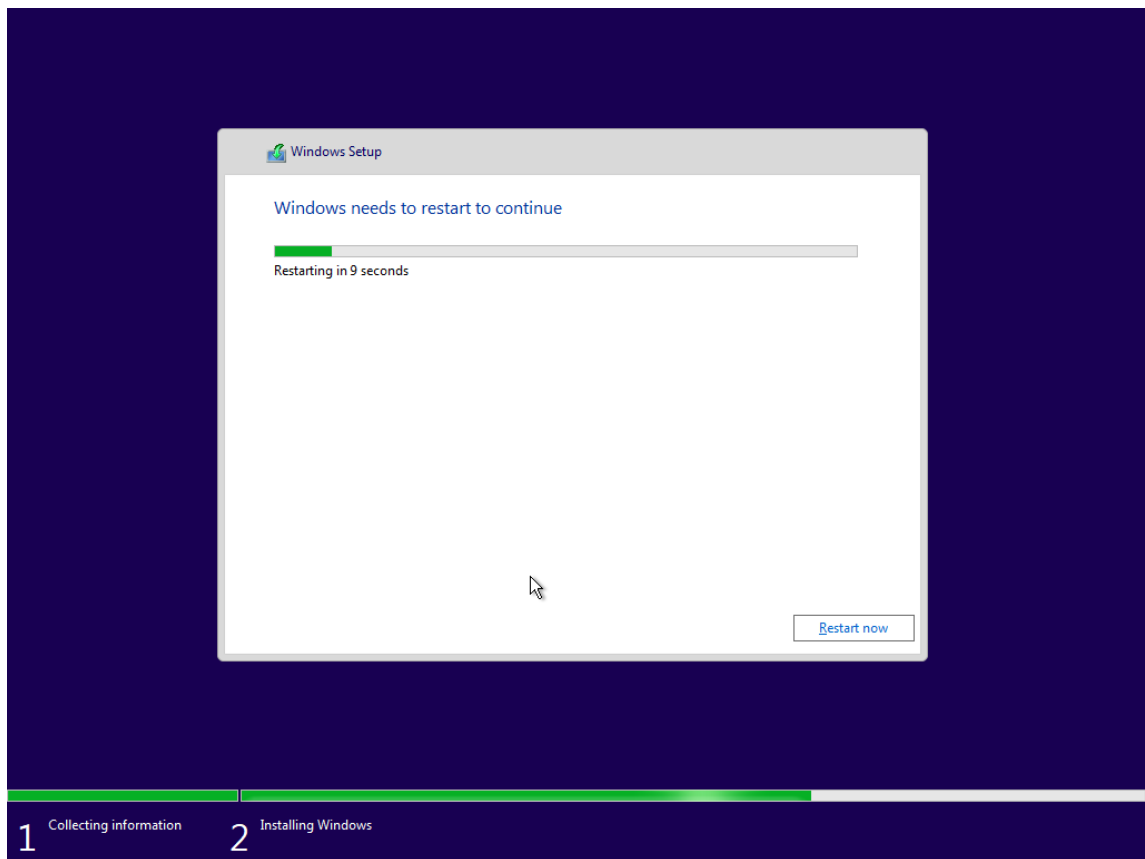 Windows Setup
Windows needs to restart to continue
Restarting in 9 seconds
Restart now
1 Collecting information
2 Installing Windows